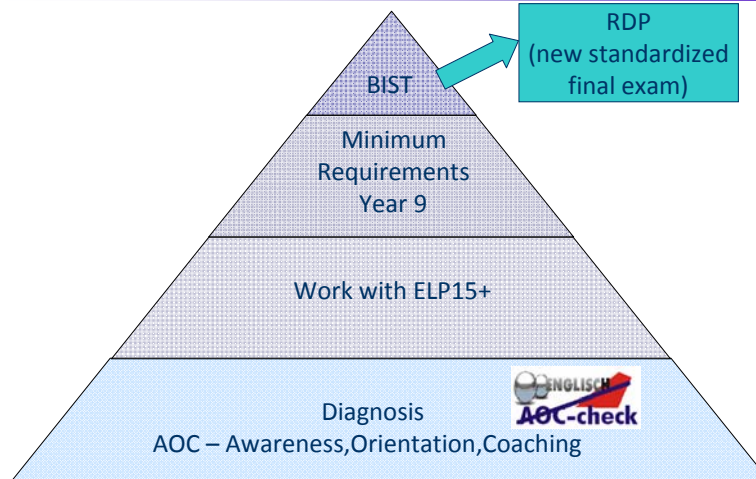 RDP
(new standardized
final exam)
BIST
Minimum
Requirements
Year 9
Work with ELP15+
ENGLISCH
AOC-check
Diagnosis
AOC – Awareness,Orientation,Coaching